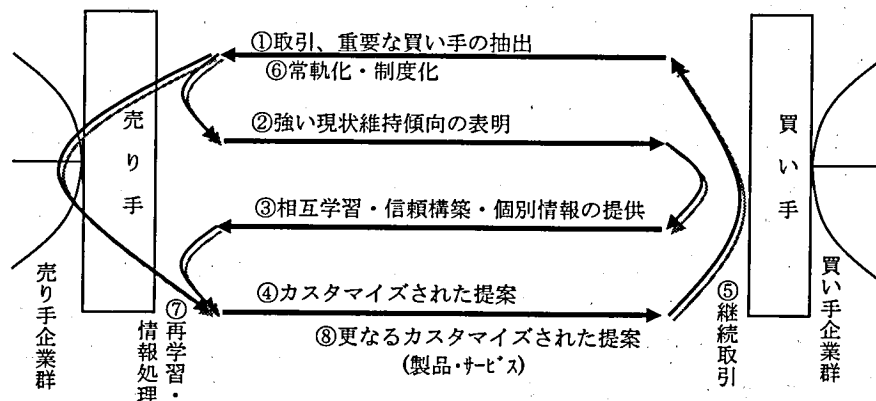 ①取引、重要な買い手の抽出
⑥常軌化・制度化
②強い現状維持傾向の表明
③相互学習・信頼構築・個別情報の提供
④カスタマイズされた提案
⑧更なるカスタマイズされた提案
(製品・ｻｰﾋﾞｽ)
売り手
買い手
売り手企業群
⑦再学習・
情報処理
⑤継続取引
買い手企業群